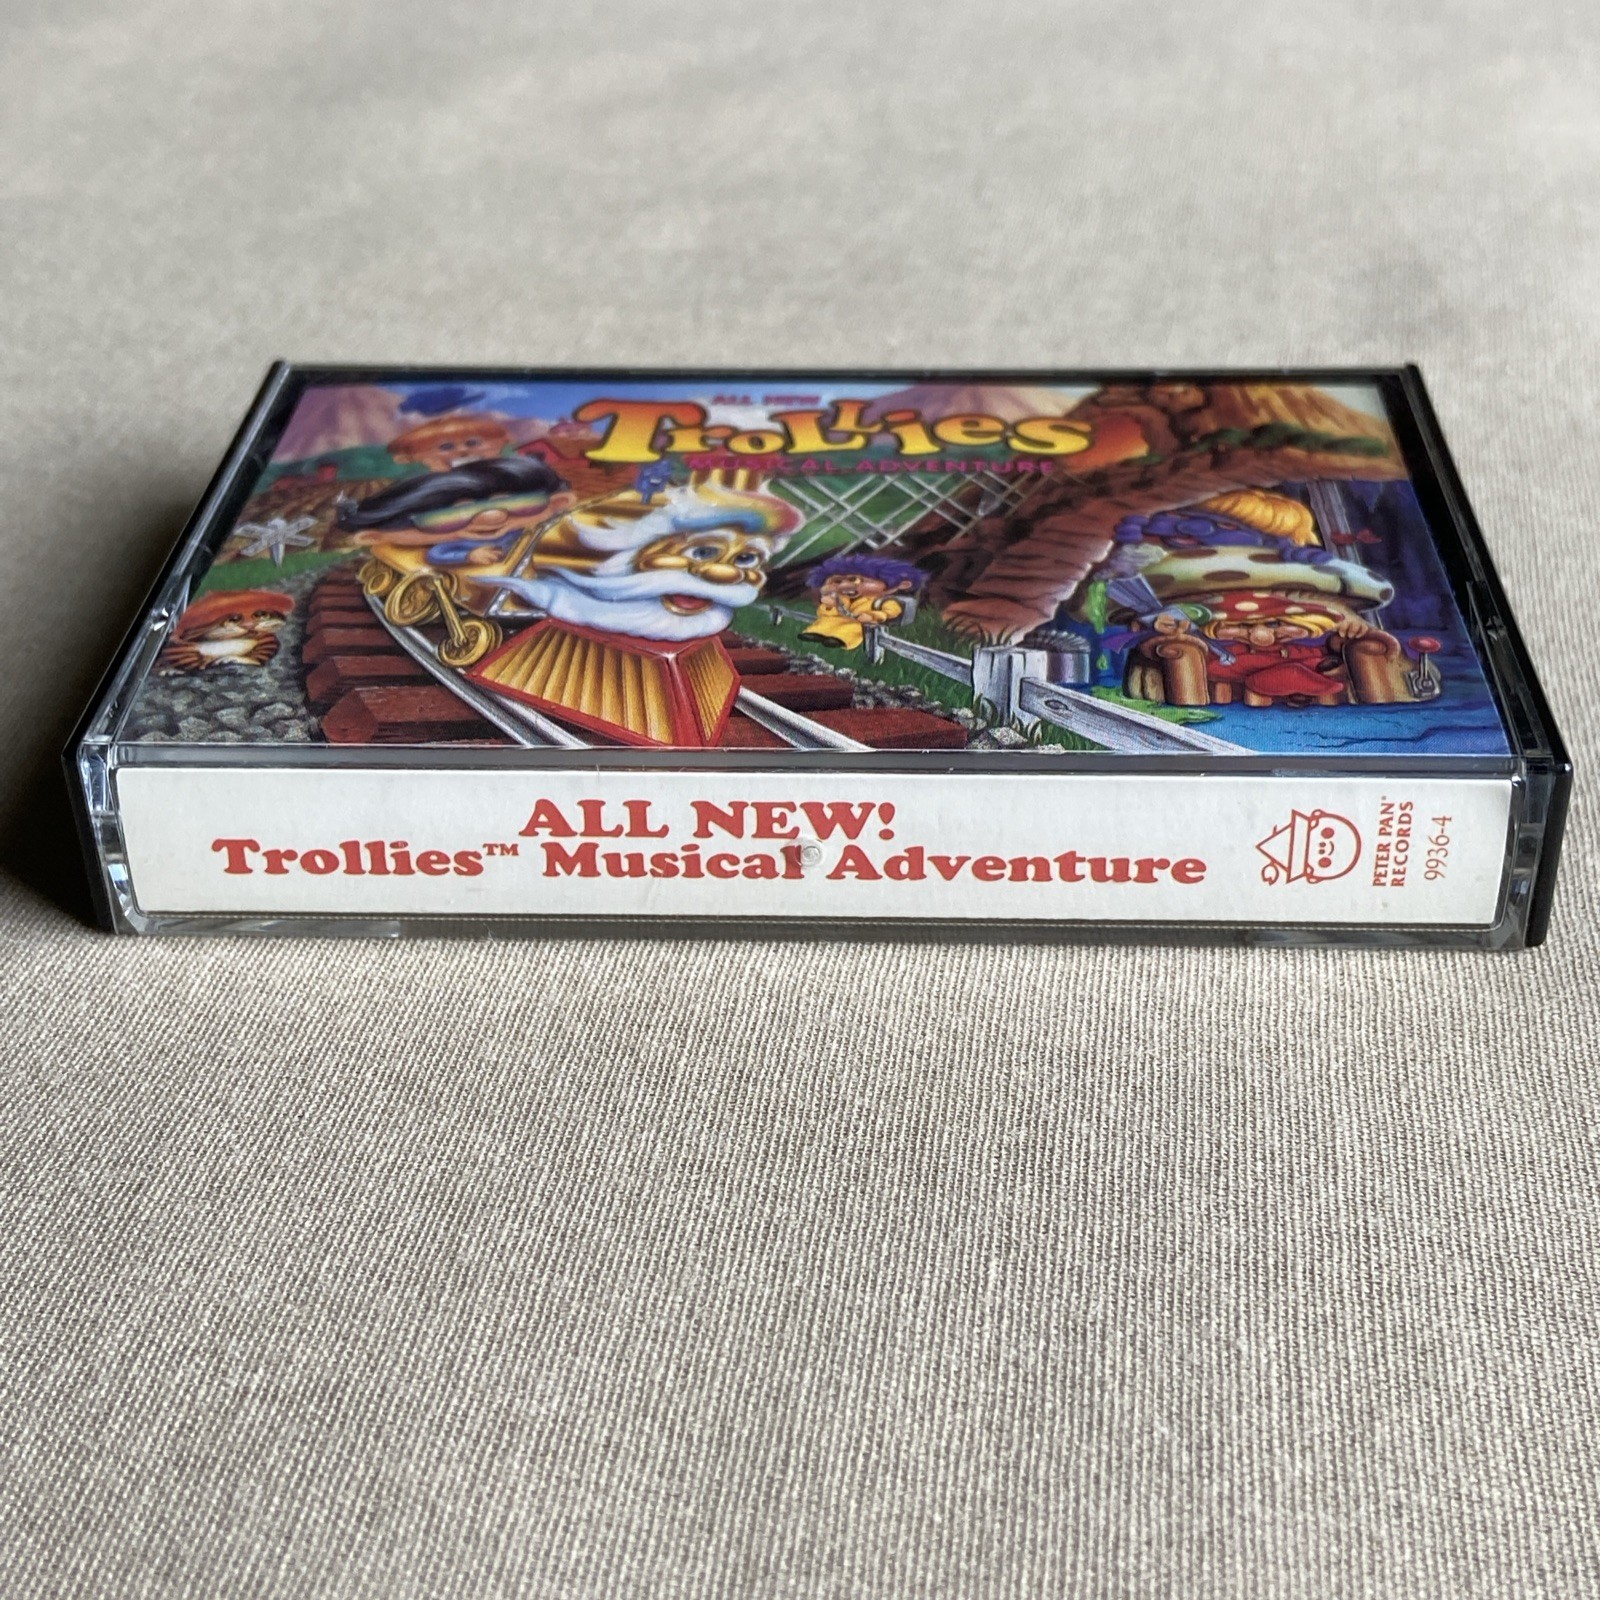 ALL NEW
Trollies
MUSICAL ADVENTURE
ALL NEW!
Trollies™ Musical Adventure
PETER PAN®
RECORDS
9936-4